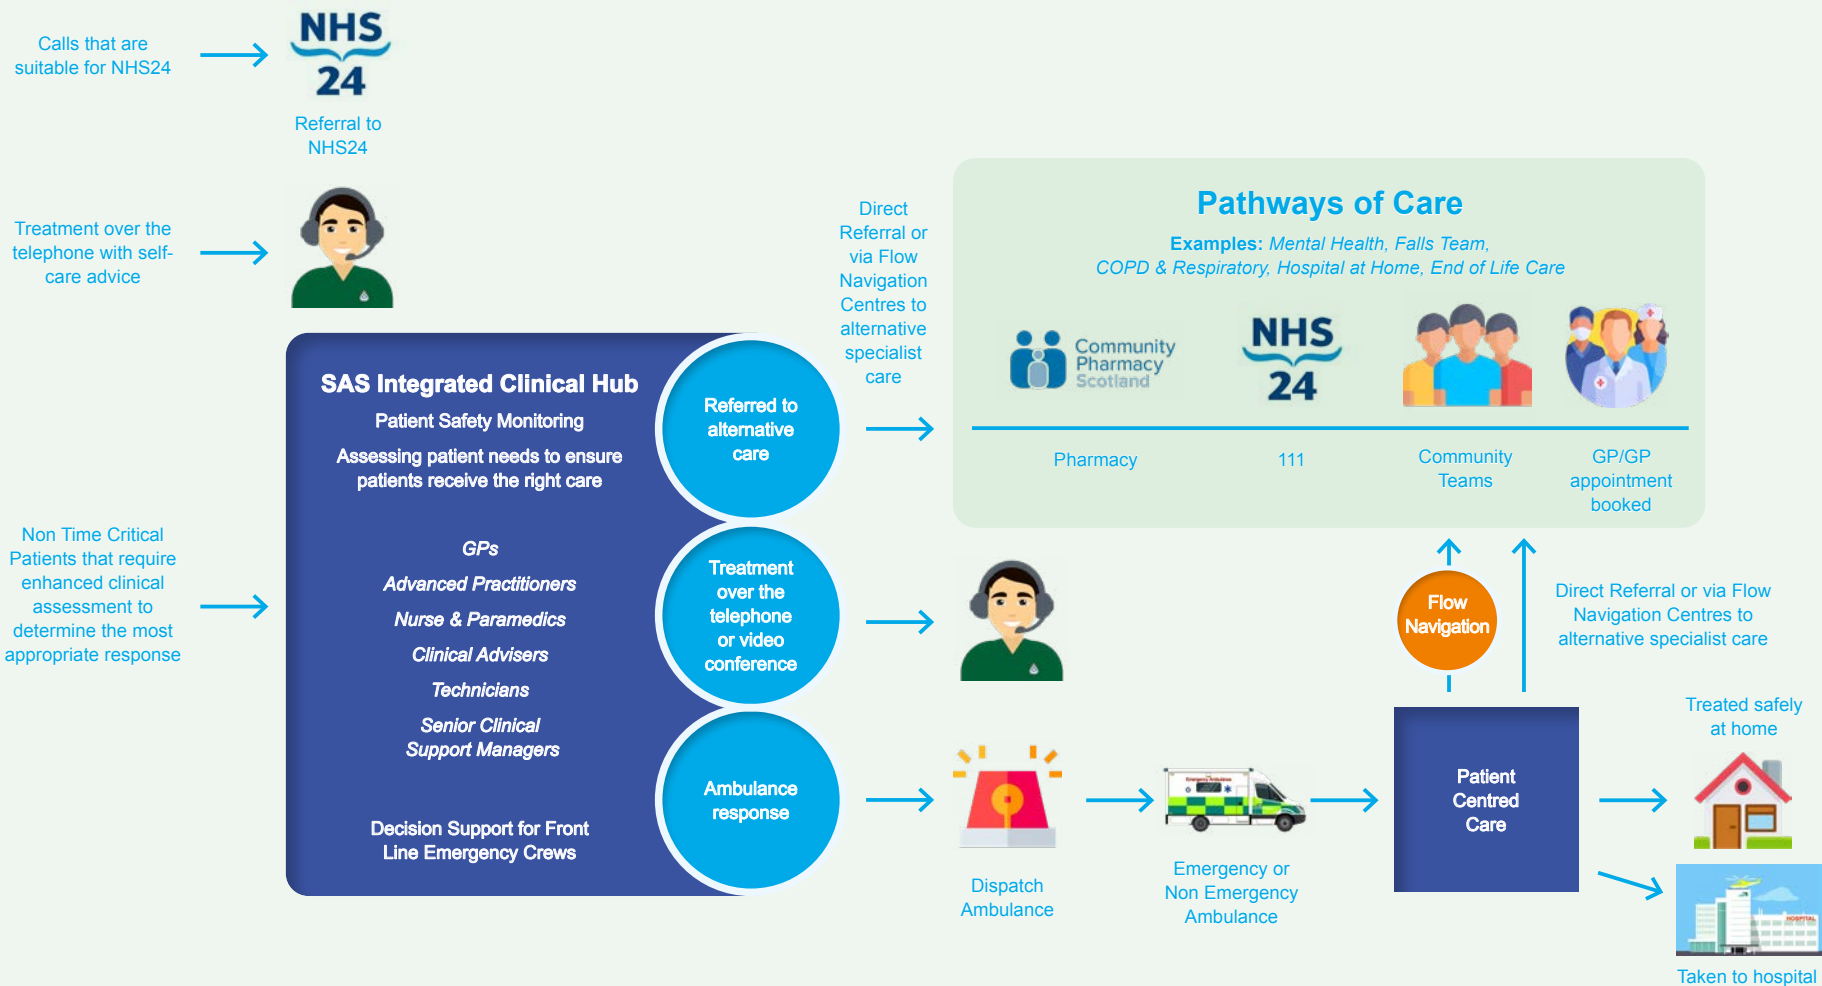 Calls that are
suitable for NHS24
NHS
24
Referral to
NHS24
Treatment over the
telephone with self-
care advice
Non Time Critical
Patients that require
enhanced clinical
assessment to
determine the most
appropriate response
SAS Integrated Clinical Hub
Patient Safety Monitoring
Assessing patient needs to ensure
patients receive the right care
GPs
Advanced Practitioners
Nurse & Paramedics
Clinical Advisers
Technicians
Senior Clinical
Support Managers
Decision Support for Front
Line Emergency Crews
Referred to
alternative
care
Treatment
over the
telephone
or video
conference
Ambulance
response
Direct
Referral or
via Flow
Navigation
Centres to
alternative
specialist
care
Pathways of Care
Examples: Mental Health, Falls Team,
COPD & Respiratory, Hospital at Home, End of Life Care
Community
Pharmacy
Scotland
NHS
24
Pharmacy
111
Community
Teams
GP/GP
appointment
booked
Flow
Navigation
Direct Referral or via Flow
Navigation Centres to
alternative specialist care
Dispatch
Ambulance
Emergency Ambulance
Emergency or
Non Emergency
Ambulance
Patient
Centred
Care
Treated safely
at home
HOSPITAL
Taken to hospital